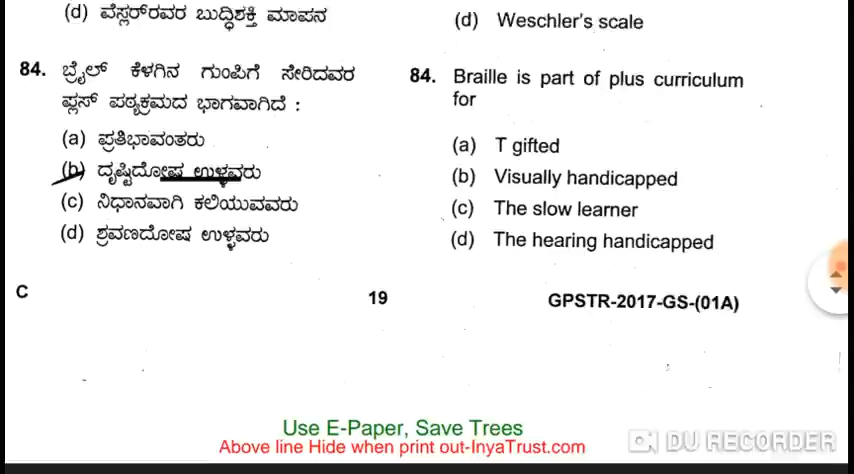 (d) ವೆಸ್ಲರ್‌ರವರ ಬುದ್ಧಿಶಕ್ತಿ ಮಾಪನ
(d) Weschler's scale
84. ಬ್ರೈಲ್ ಕೆಳಗಿನ ಗುಂಪಿಗೆ ಸೇರಿದವರ
ಪ್ಲಸ್ ಪಠ್ಯಕ್ರಮದ ಭಾಗವಾಗಿದೆ :
(a) ಪ್ರತಿಭಾವಂತರು
(b) ದೃಷ್ಟಿದೋಷ ಉಳ್ಳವರು
(c) ನಿಧಾನವಾಗಿ ಕಲಿಯುವವರು
(d) ಶ್ರವಣದೋಷ ಉಳ್ಳವರು
84. Braille is part of plus curriculum
for
(a) T gifted
(b) Visually handicapped
(c) The slow learner
(d) The hearing handicapped
C
19
GPSTR-2017-GS-(01A)
Use E-Paper, Save Trees
Above line Hide when print out-InyaTrust.com
DU RECORDER